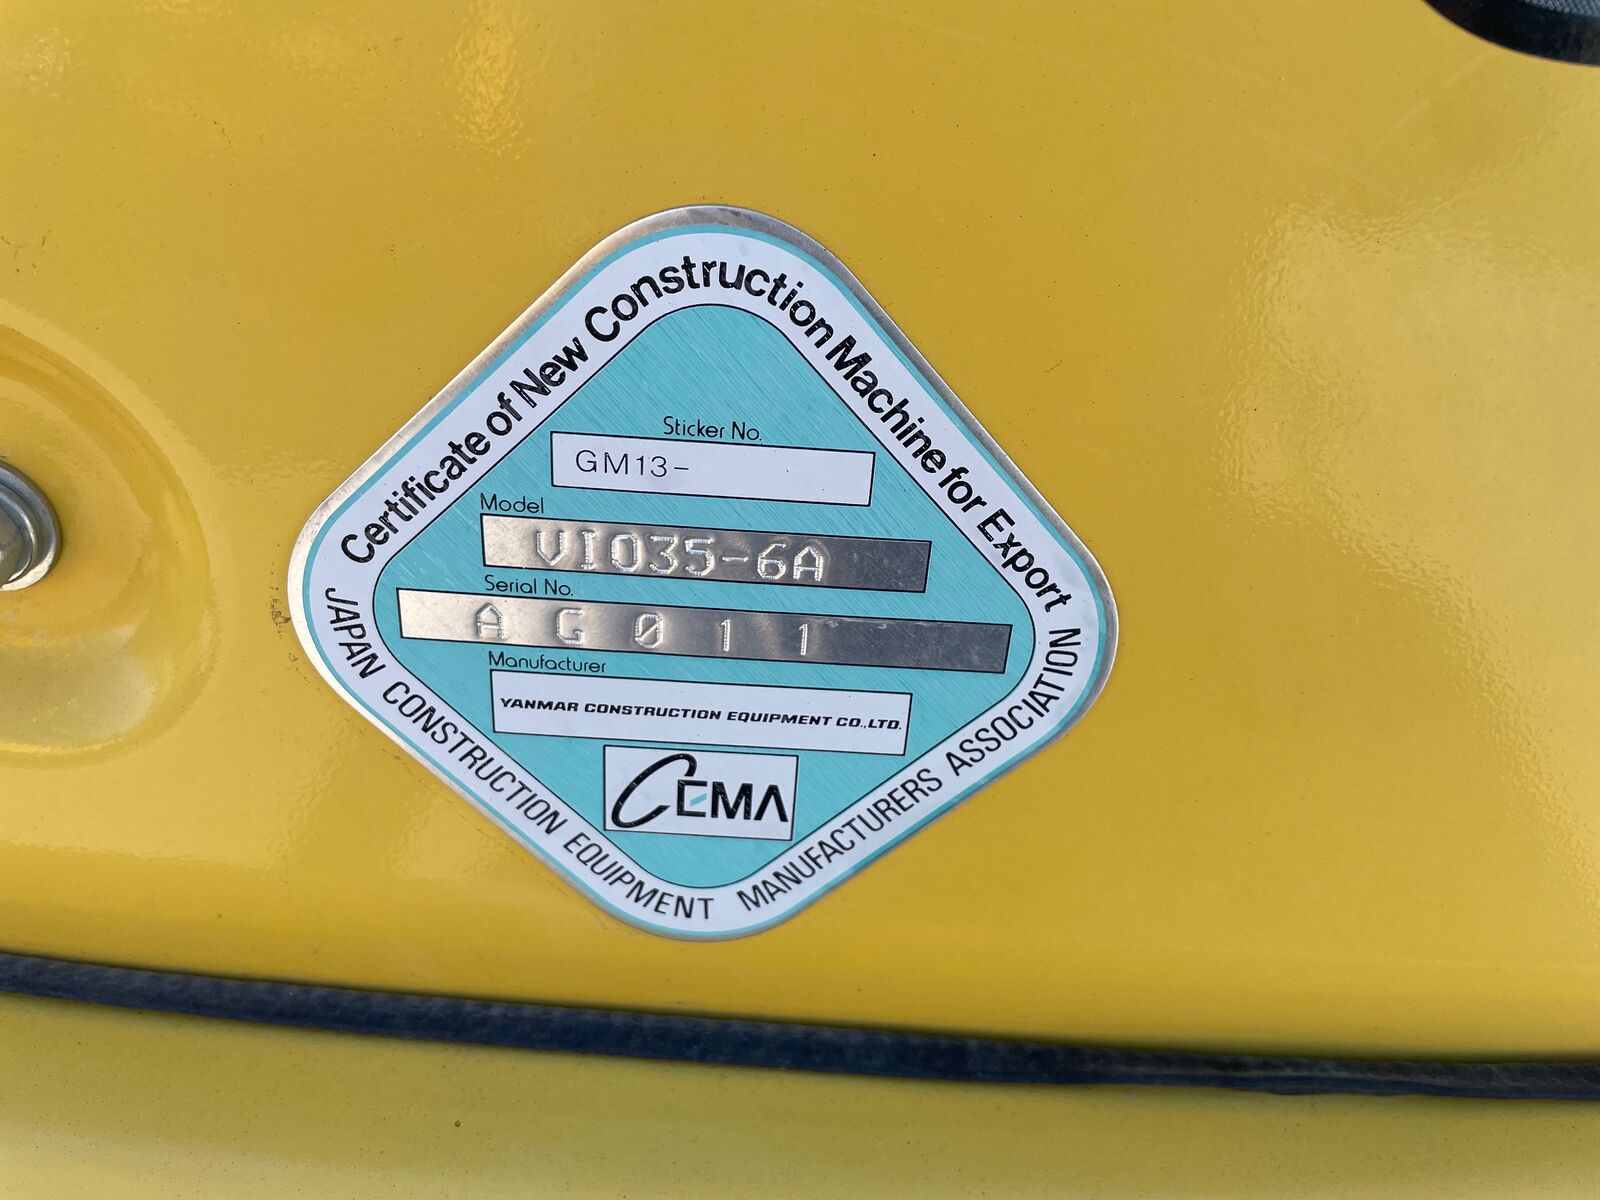 Certificate of New Construction Machine for Export
Sticker No.
GM13-
Model
VIO35-6A
Serial No.
AG011
Manufacturer
YANMAR CONSTRUCTION EQUIPMENT CO.,LTD.
CEMA
JAPAN CONSTRUCTION EQUIPMENT MANUFACTURERS ASSOCIATION